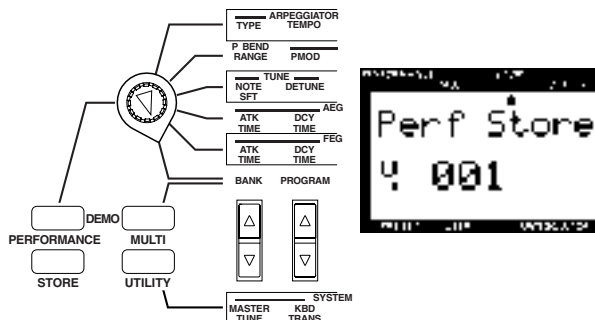 ARPEGGIATOR
TYPE TEMPO
P BEND
RANGE PMOD
TUNE
NOTE DETUNE
SFT
AEG
ATK DCY
TIME TIME
FEG
ATK DCY
TIME TIME
BANK PROGRAM
DEMO
PERFORMANCE MULTI
STORE UTILITY
SYSTEM
MASTER KBD
TUNE TRANS
Perf Store
001